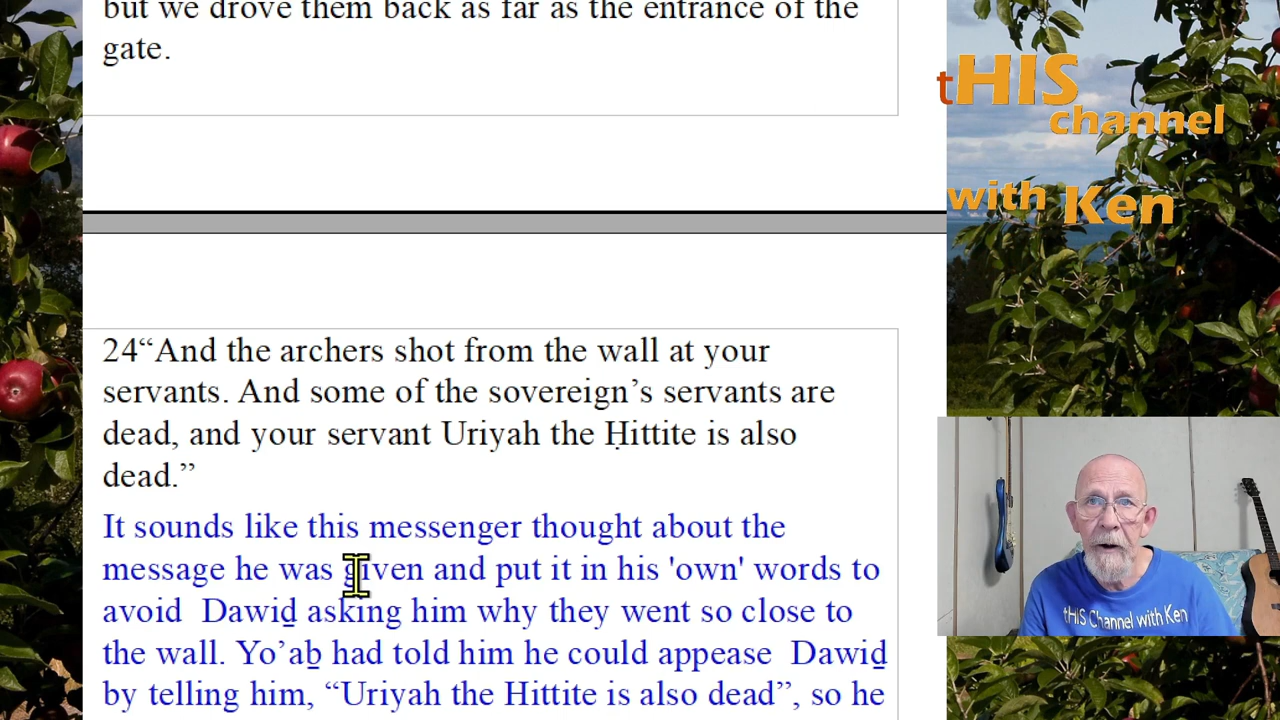 but we drove them back as far as the entrance of the
gate.
tHIS
channel
with Ken
24“And the archers shot from the wall at your
servants. And some of the sovereign’s servants are
dead, and your servant Uriyah the Ḥittite is also
dead.”
It sounds like this messenger thought about the
message he was given and put it in his 'own' words to
avoid  Dawiḏ asking him why they went so close to
the wall. Yo’aḇ had told him he could appease  Dawiḏ
by telling him, “Uriyah the Hittite is also dead”, so he
tHIS Channel with Ken